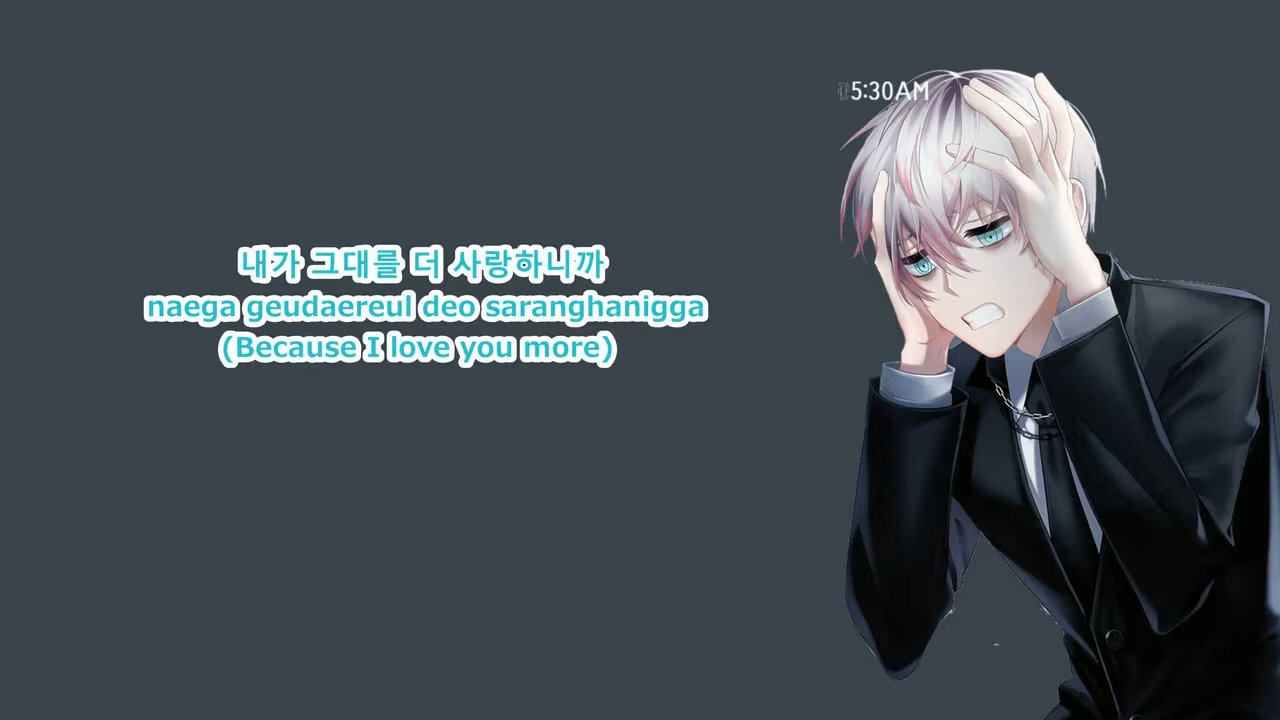 5:30AM
내가 그대를 더 사랑하니까
naega geudaereul deo saranghanigga
(Because I love you more)